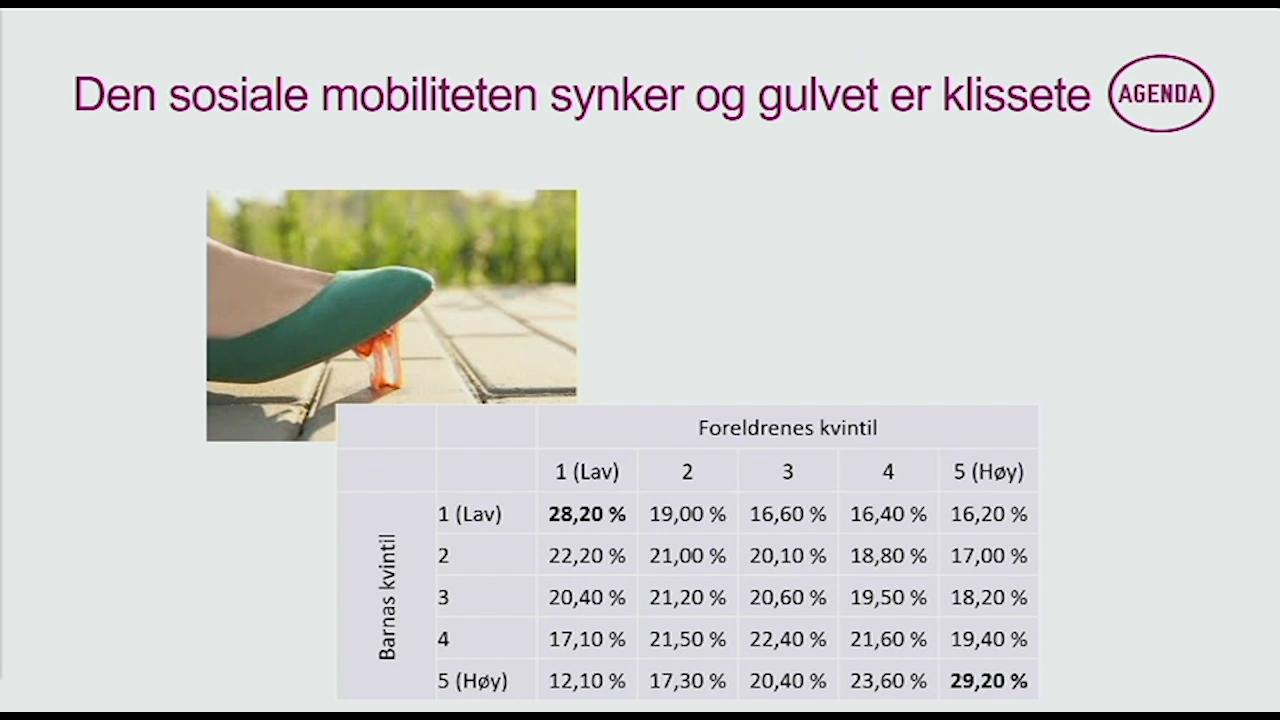 Den sosiale mobiliteten synker og gulvet er klissete
AGENDA
Foreldrenes kvintil
1 (Lav) 2 3 4 5 (Høy)
Barnas kvintil
1 (Lav) 28,20 % 19,00 % 16,60 % 16,40 % 16,20 %
2 22,20 % 21,00 % 20,10 % 18,80 % 17,00 %
3 20,40 % 21,20 % 20,60 % 19,50 % 18,20 %
4 17,10 % 21,50 % 22,40 % 21,60 % 19,40 %
5 (Høy) 12,10 % 17,30 % 20,40 % 23,60 % 29,20 %